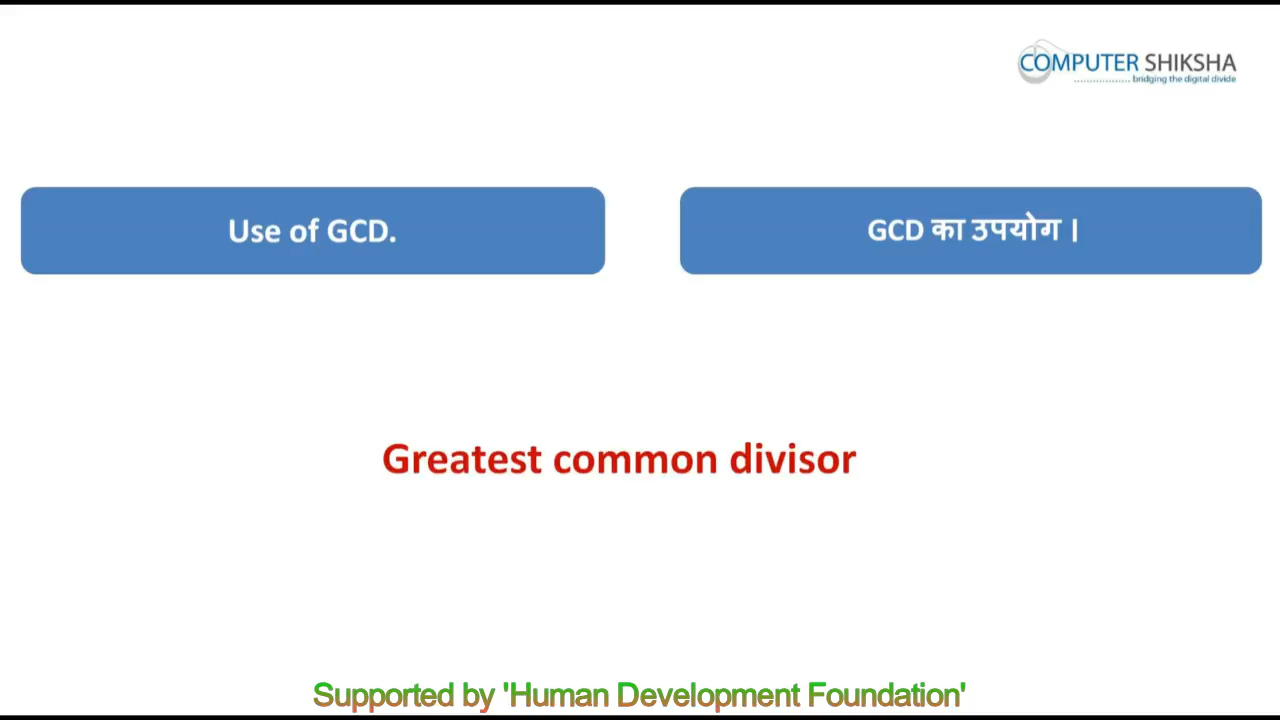 COMPUTER SHIKSHA
.................. bridging the digital divide
Use of GCD.
GCD का उपयोग ।
Greatest common divisor
Supported by 'Human Development Foundation'